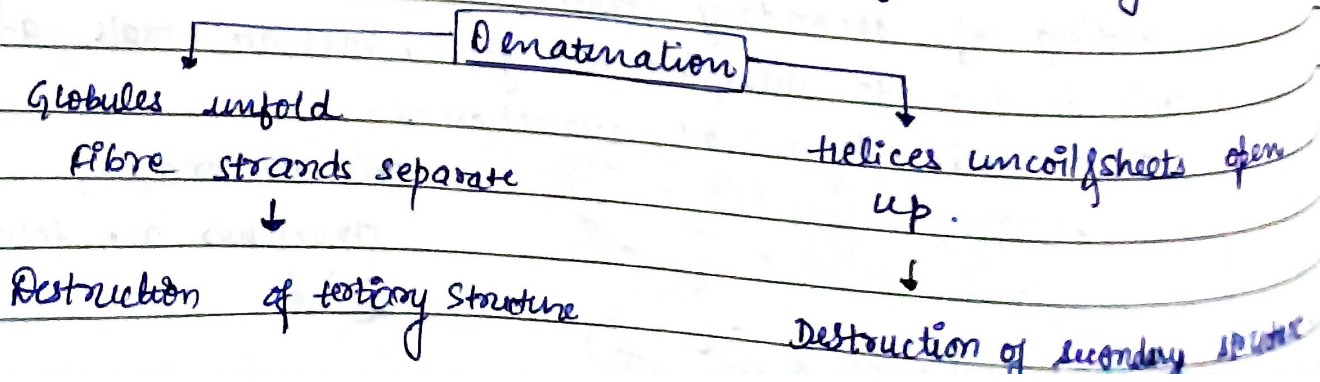 Denaturation
Globules unfold
Fibre strands separate
↓
Destruction of tertiary structure
Helices uncoil & sheets open
up.
↓
Destruction of secondary